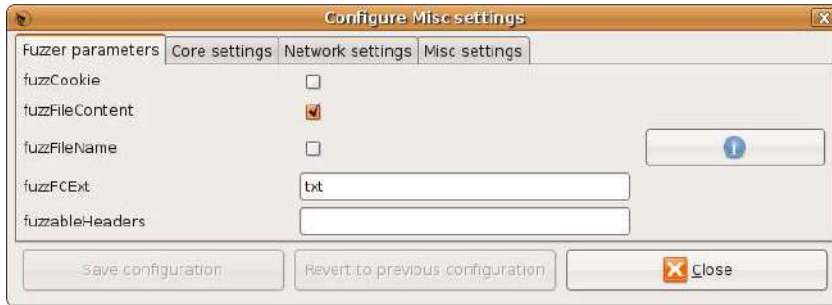 Configure Misc settings
Fuzzer parameters Core settings Network settings Misc settings
fuzzCookie
fuzzFileContent
fuzzFileName
fuzzFCExt txt
fuzzableHeaders
Save configuration Revert to previous configuration Close